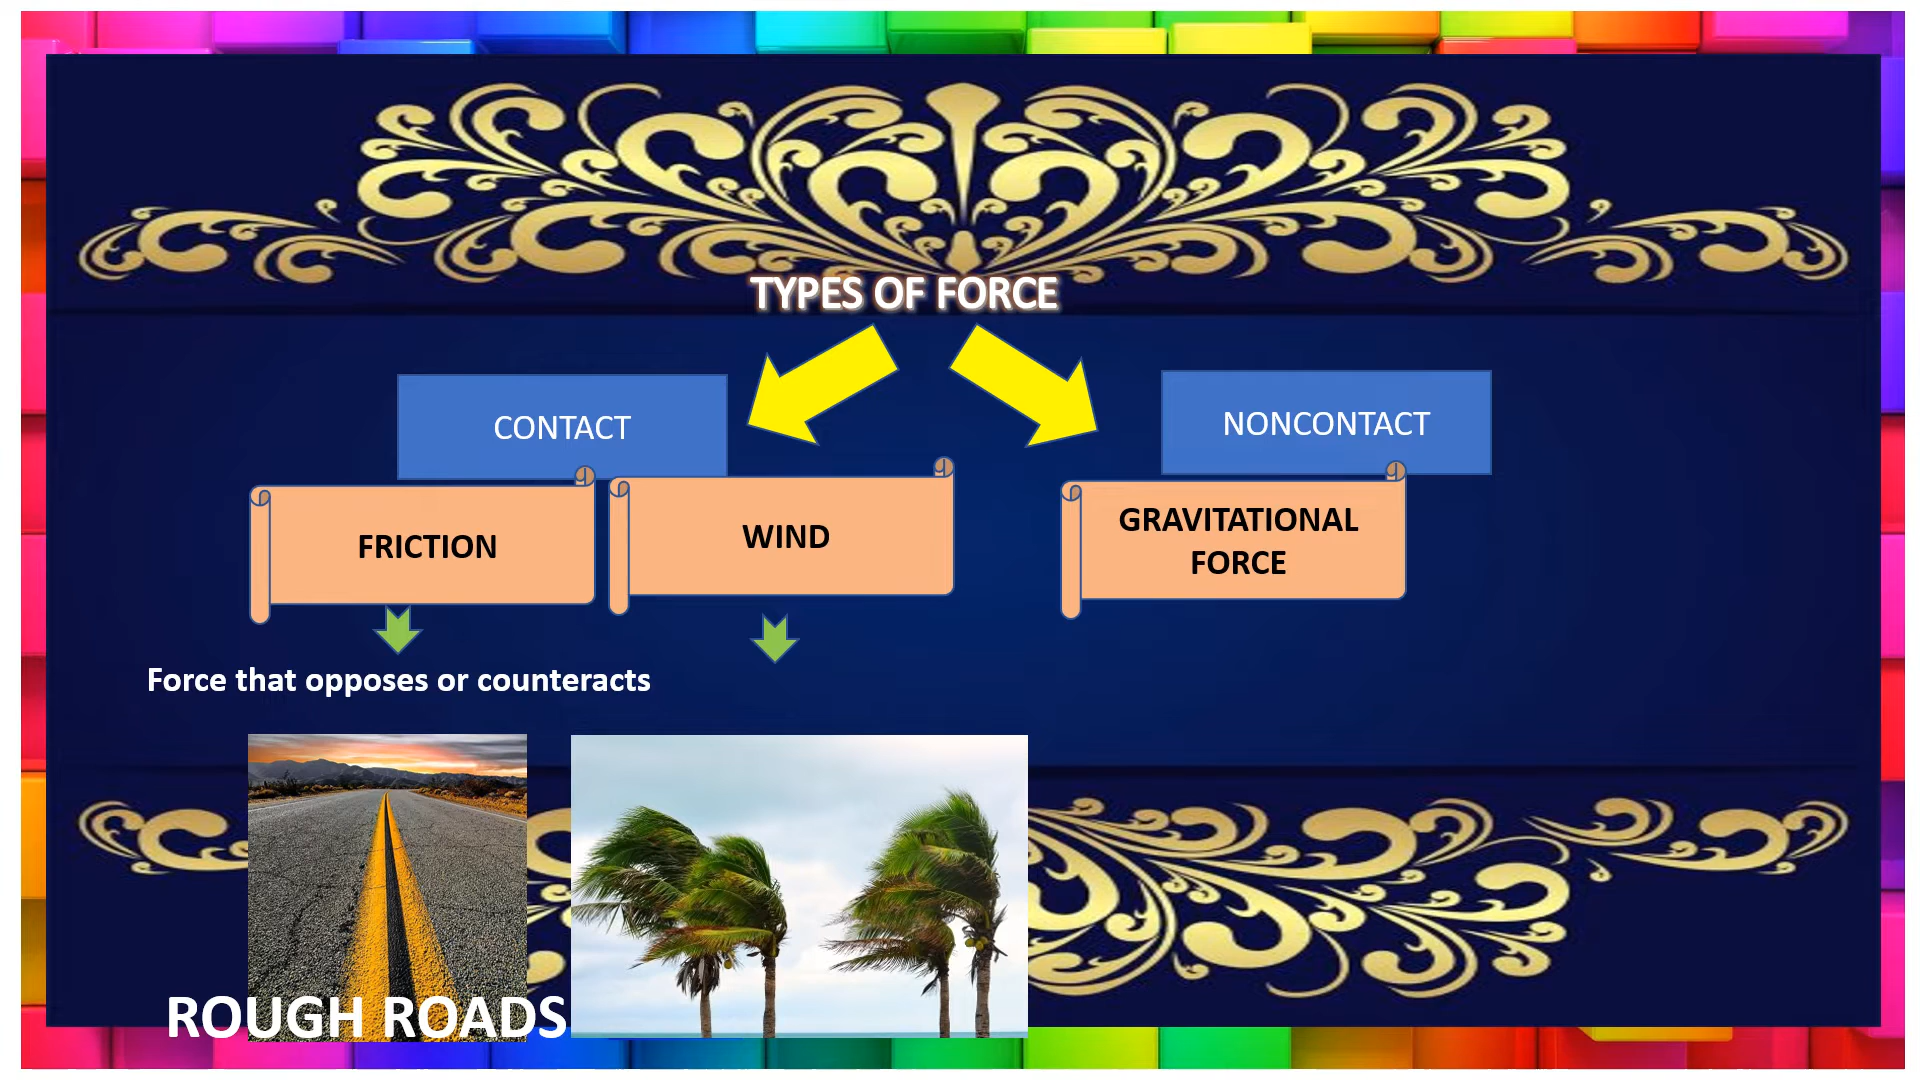 TYPES OF FORCE
CONTACT
NONCONTACT
FRICTION
WIND
GRAVITATIONAL
FORCE
Force that opposes or counteracts
ROUGH ROADS